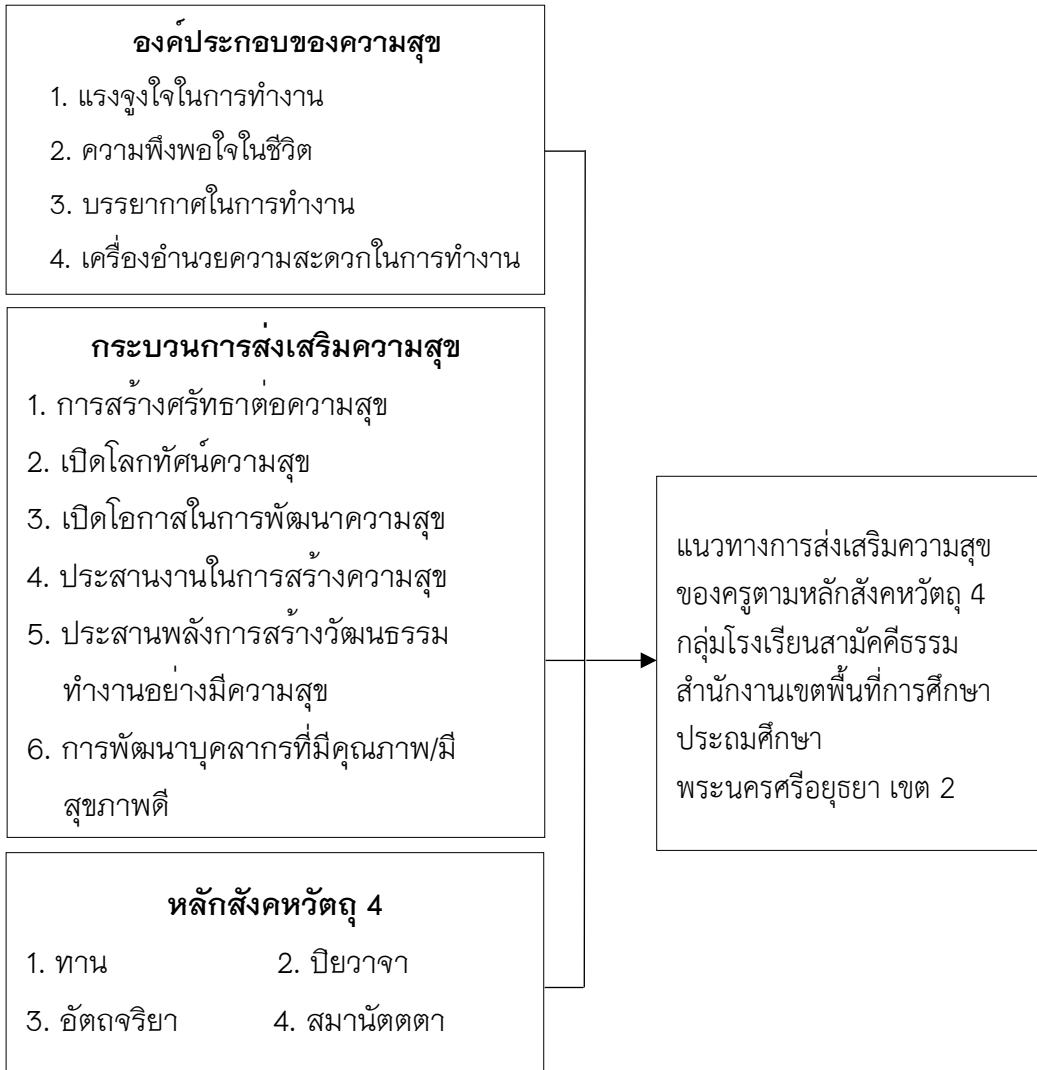 องค์ประกอบของความสุข
1. แรงจูงใจในการทำงาน
2. ความพึงพอใจในชีวิต
3. บรรยากาศในการทำงาน
4. เครื่องอำนวยความสะดวกในการทำงาน
กระบวนการส่งเสริมความสุข
1. การสร้างศรัทธาต่อความสุข
2. เปิดโลกทัศน์ความสุข
3. เปิดโอกาสในการพัฒนาความสุข
4. ประสานงานในการสร้างความสุข
5. ประสานพลังการสร้างวัฒนธรรม
ทำงานอย่างมีความสุข
6. การพัฒนาบุคลากรที่มีคุณภาพ/มี
สุขภาพดี
หลักสังคหวัตถุ 4
1. ทาน 2. ปิยวาจา
3. อัตถจริยา 4. สมานัตตตา
แนวทางการส่งเสริมความสุข
ของครูตามหลักสังคหวัตถุ 4
กลุ่มโรงเรียนสามัคคีธรรม
สำนักงานเขตพื้นที่การศึกษา
ประถมศึกษา
พระนครศรีอยุธยา เขต 2